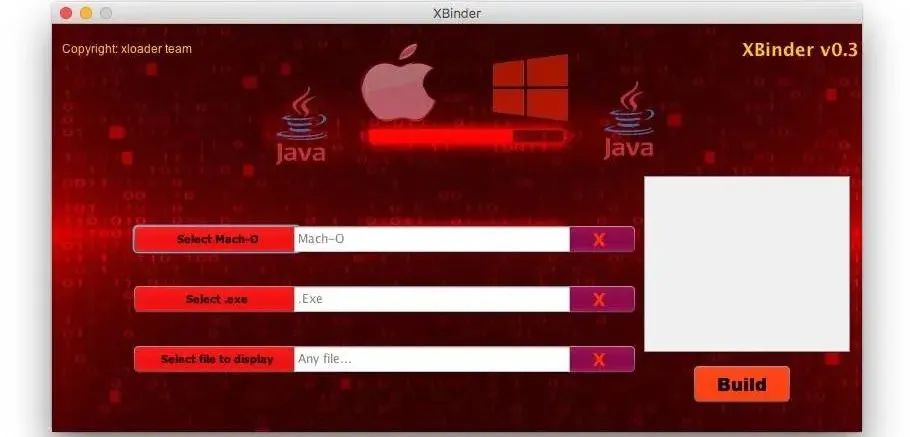 XBinder
Copyright: xloader team
XBinder v0.3
Java
Java
Select Mach-O
Mach-O
X
Select .exe
.Exe
X
Select file to display
Any file...
X
Build